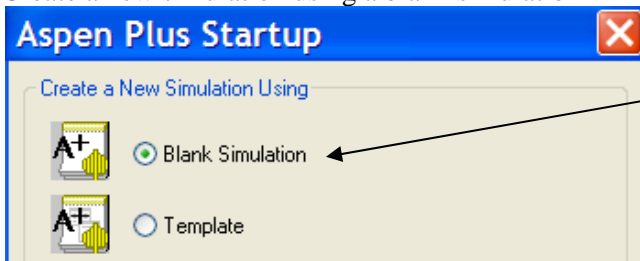 Aspen Plus Startup
Create a New Simulation Using
Blank Simulation
Template